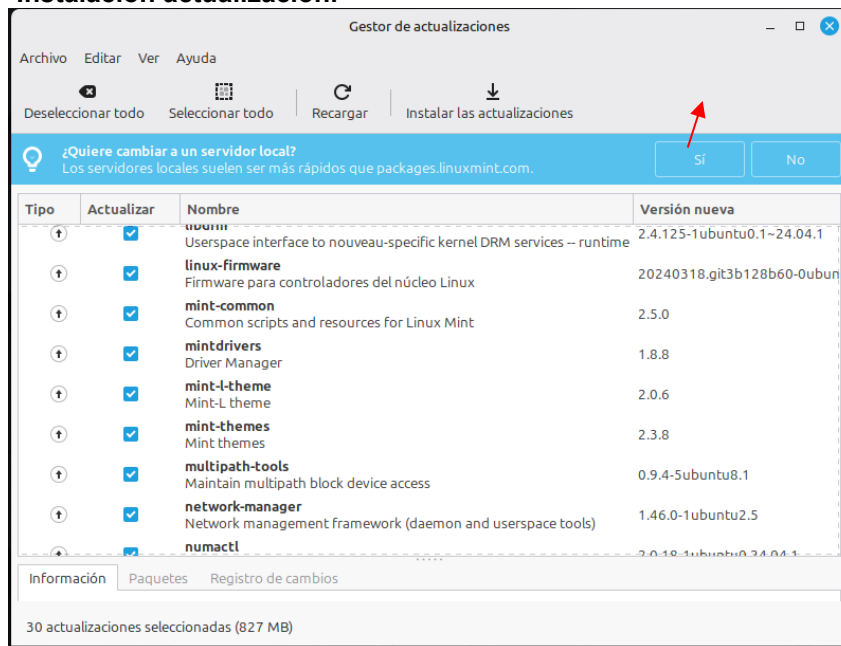 Instalación actualización:
Gestor de actualizaciones
Archivo Editar Ver Ayuda
Deseleccionar todo Seleccionar todo Recargar Instalar las actualizaciones
¿Quiere cambiar a un servidor local?
Los servidores locales suelen ser más rápidos que packages.linuxmint.com.
Sí No
Tipo Actualizar Nombre Versión nueva
Userspace interface to nouveau-specific kernel DRM services -- runtime 2.4.125-1ubuntu0.1~24.04.1
linux-firmware
Firmware para controladores del núcleo Linux 20240318.git3b128b60-0ubun
mint-common
Common scripts and resources for Linux Mint 2.5.0
mintdrivers
Driver Manager 1.8.8
mint-l-theme
Mint-L theme 2.0.6
mint-themes
Mint themes 2.3.8
multipath-tools
Maintain multipath block device access 0.9.4-5ubuntu8.1
network-manager
Network management framework (daemon and userspace tools) 1.46.0-1ubuntu2.5
numactl
Información Paquetes Registro de cambios
30 actualizaciones seleccionadas (827 MB)